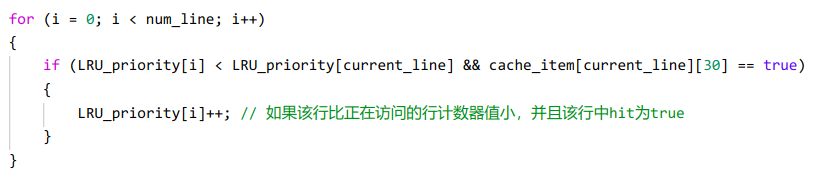 for (i = 0; i < num_line; i++)
{
    if (LRU_priority[i] < LRU_priority[current_line] && cache_item[current_line][30] == true)
    {
        LRU_priority[i]++; // 如果该行比正在访问的行计数器值小，并且该行中hit为true
    }
}